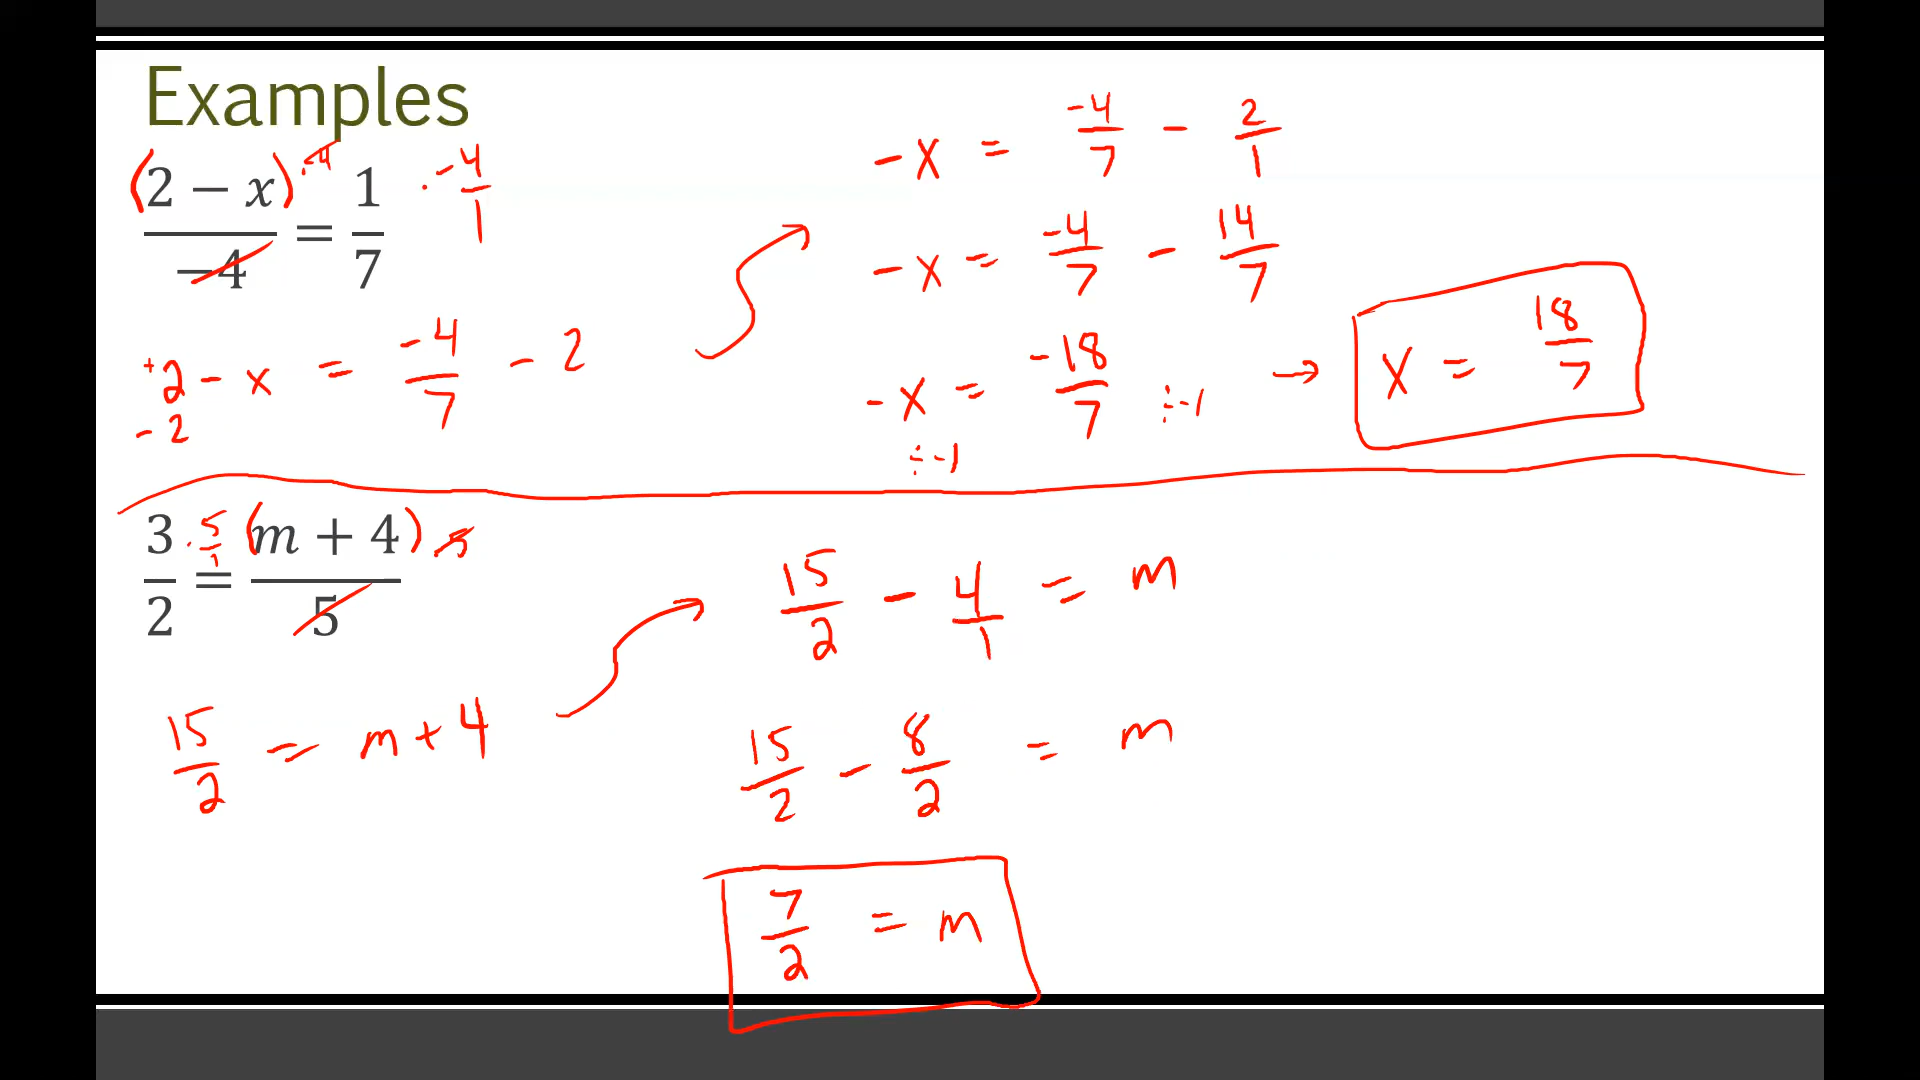 Examples
(2 − x) · -4 / −4 = 1/7 · -4/1
+2 - x = -4/7 - 2
- 2
-x = -4/7 - 2/1
-x = -4/7 - 14/7
-x = -18/7 ÷ -1
÷ -1
→ x = 18/7
3/2 · 5/1 = (m + 4) · 5 / 5
15/2 = m + 4
15/2 - 4/1 = m
15/2 - 8/2 = m
7/2 = m